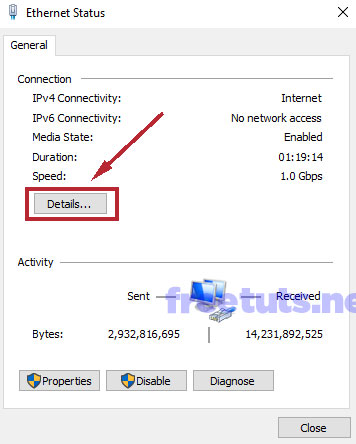 Ethernet Status
General
Connection
IPv4 Connectivity: Internet
IPv6 Connectivity: No network access
Media State: Enabled
Duration: 01:19:14
Speed: 1.0 Gbps
Details...
Activity
Sent Received
freetuts.ne
Bytes: 2,932,816,695 14,231,892,525
Properties Disable Diagnose
Close